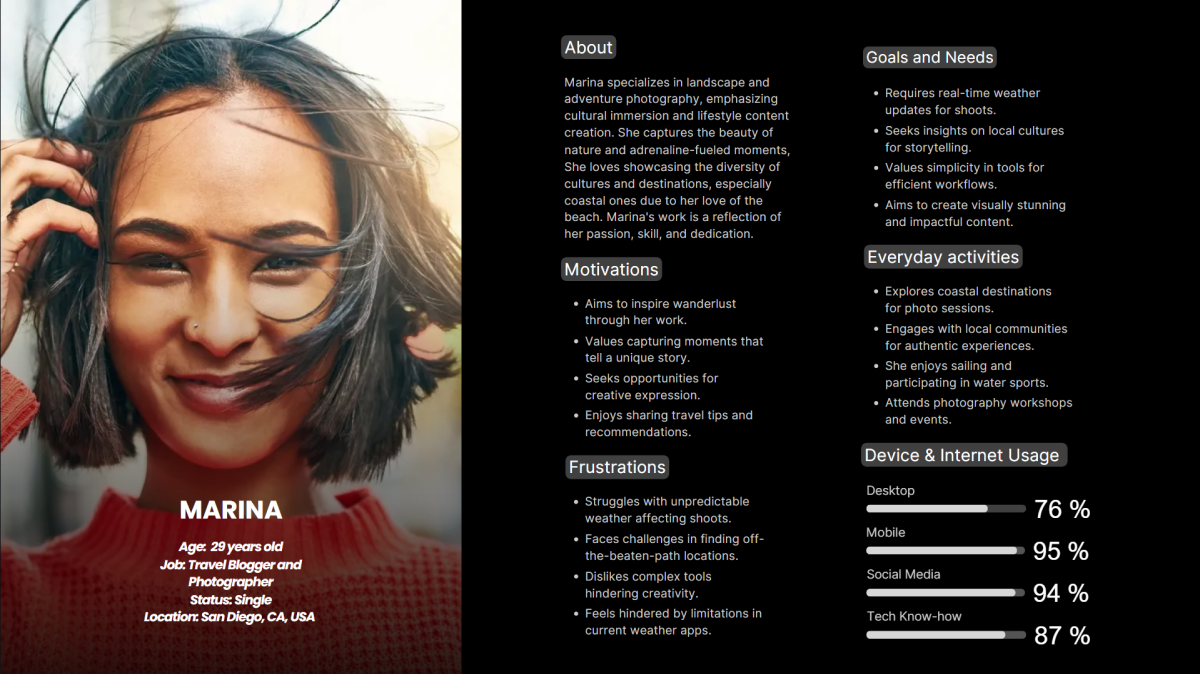 MARINA
Age: 29 years old
Job: Travel Blogger and
Photographer
Status: Single
Location: San Diego, CA, USA
About
Marina specializes in landscape and
adventure photography, emphasizing
cultural immersion and lifestyle content
creation. She captures the beauty of
nature and adrenaline-fueled moments,
She loves showcasing the diversity of
cultures and destinations, especially
coastal ones due to her love of the
beach. Marina's work is a reflection of
her passion, skill, and dedication.
Motivations
• Aims to inspire wanderlust
through her work.
• Values capturing moments that
tell a unique story.
• Seeks opportunities for
creative expression.
• Enjoys sharing travel tips and
recommendations.
Frustrations
• Struggles with unpredictable
weather affecting shoots.
• Faces challenges in finding off-
the-beaten-path locations.
• Dislikes complex tools
hindering creativity.
• Feels hindered by limitations in
current weather apps.
Goals and Needs
• Requires real-time weather
updates for shoots.
• Seeks insights on local cultures
for storytelling.
• Values simplicity in tools for
efficient workflows.
• Aims to create visually stunning
and impactful content.
Everyday activities
• Explores coastal destinations
for photo sessions.
• Engages with local communities
for authentic experiences.
• She enjoys sailing and
participating in water sports.
• Attends photography workshops
and events.
Device & Internet Usage
Desktop
76 %
Mobile
95 %
Social Media
94 %
Tech Know-how
87 %